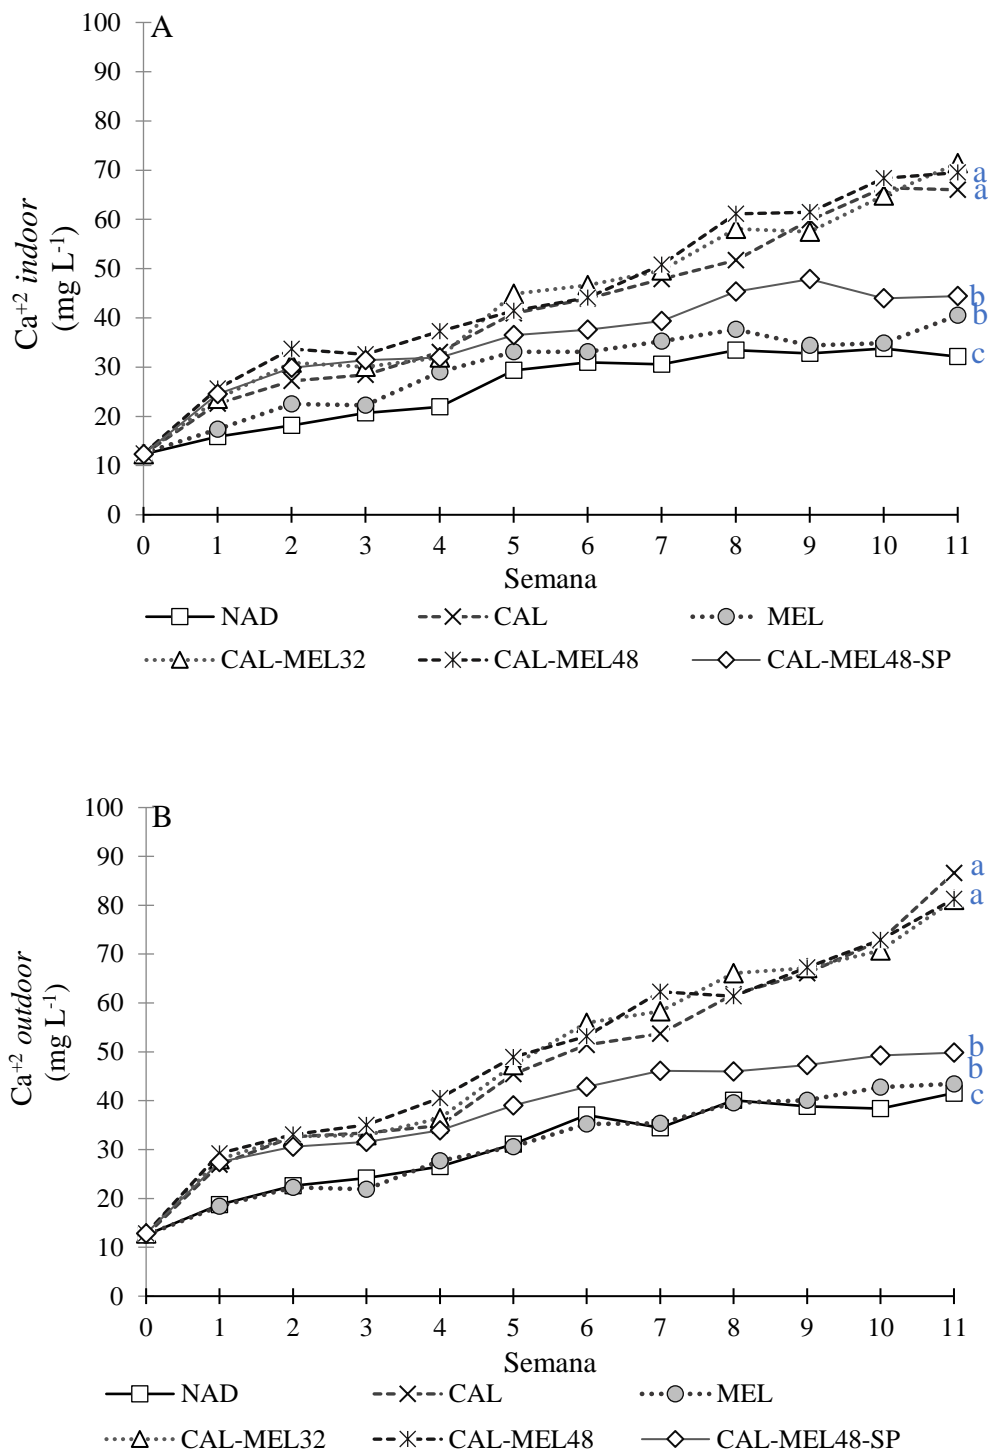 A
100
90
80
70
60
50
40
30
20
10
0
Ca+2 indoor
(mg L-1)
a
a
b
b
c
0 1 2 3 4 5 6 7 8 9 10 11
Semana
NAD CAL MEL
CAL-MEL32 CAL-MEL48 CAL-MEL48-SP
B
100
90
80
70
60
50
40
30
20
10
0
Ca+2 outdoor
(mg L-1)
a
a
b
b
c
0 1 2 3 4 5 6 7 8 9 10 11
Semana
NAD CAL MEL
CAL-MEL32 CAL-MEL48 CAL-MEL48-SP